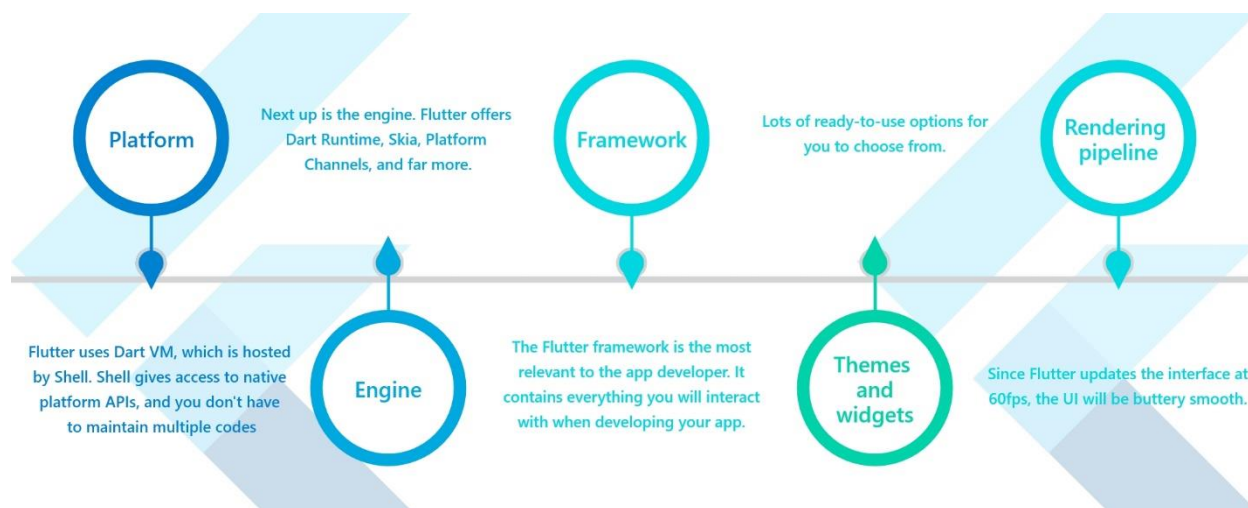 Platform
Flutter uses Dart VM, which is hosted
by Shell. Shell gives access to native
platform APIs, and you don't have
to maintain multiple codes
Next up is the engine. Flutter offers
Dart Runtime, Skia, Platform
Channels, and far more.
Engine
Framework
The Flutter framework is the most
relevant to the app developer. It
contains everything you will interact
with when developing your app.
Lots of ready-to-use options for
you to choose from.
Themes
and
widgets
Rendering
pipeline
Since Flutter updates the interface at
60fps, the UI will be buttery smooth.